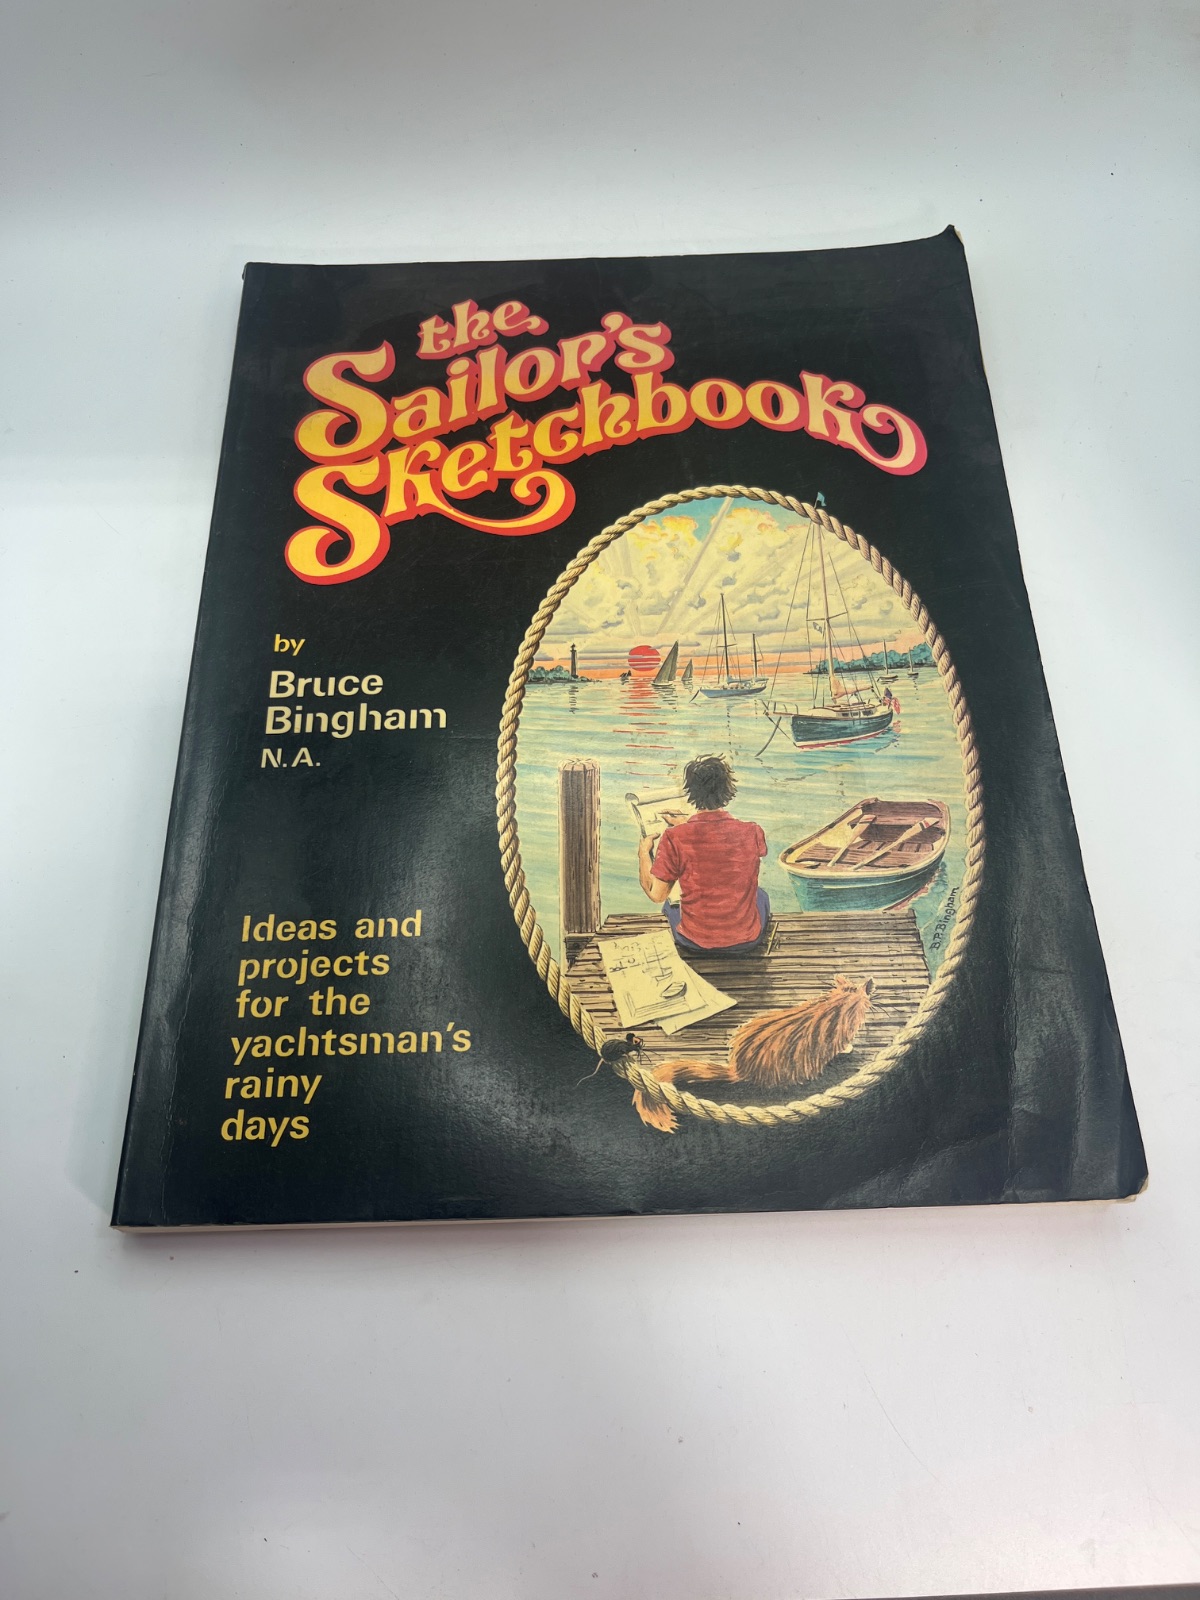 the
Sailor's
Sketchbook
by
Bruce
Bingham
N.A.
Ideas and
projects
for the
yachtsman's
rainy
days
B.P. Bingham